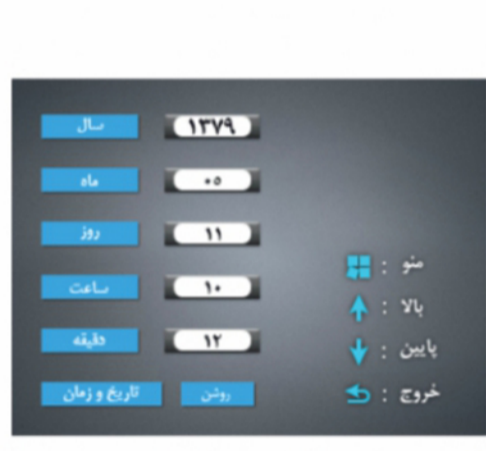 سال ۱۳۷۹
ماه ۰۵
روز ۱۱
ساعت ۱۰
دقیقه ۱۲
تاریخ و زمان روشن
منو :
بالا :
پایین :
خروج :